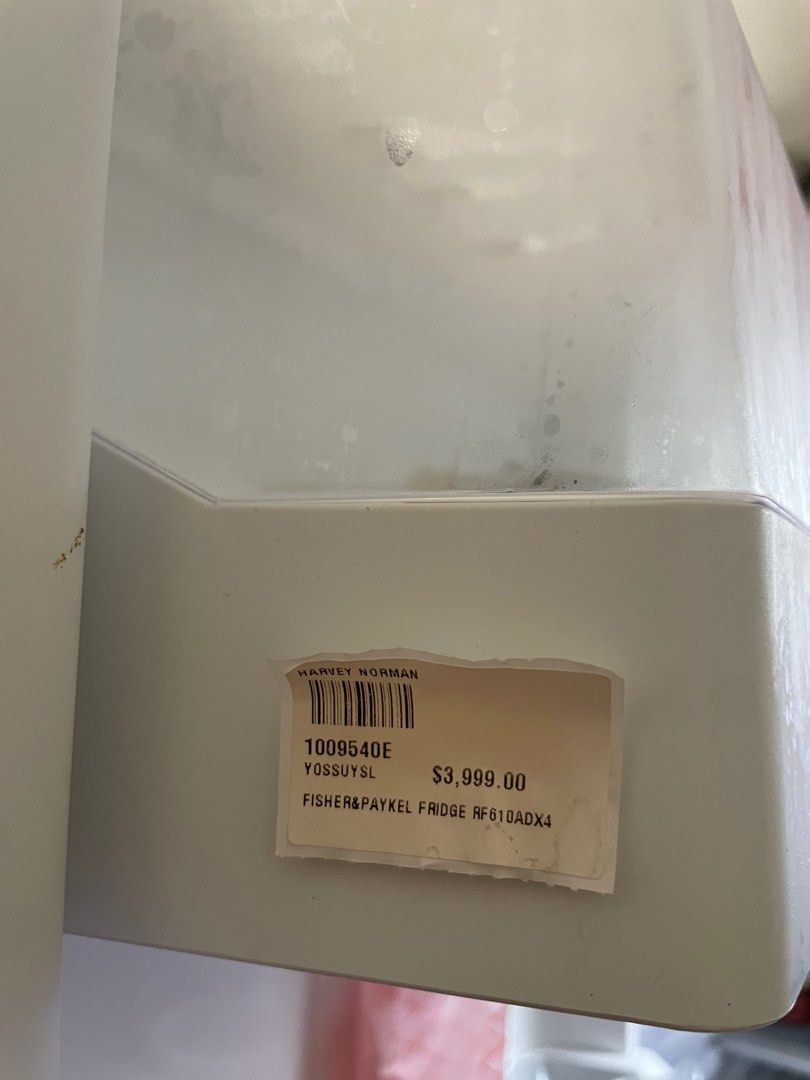 HARVEY NORMAN
1009540E
YOSSUYSL
$3,999.00
FISHER&PAYKEL FRIDGE RF610ADX4